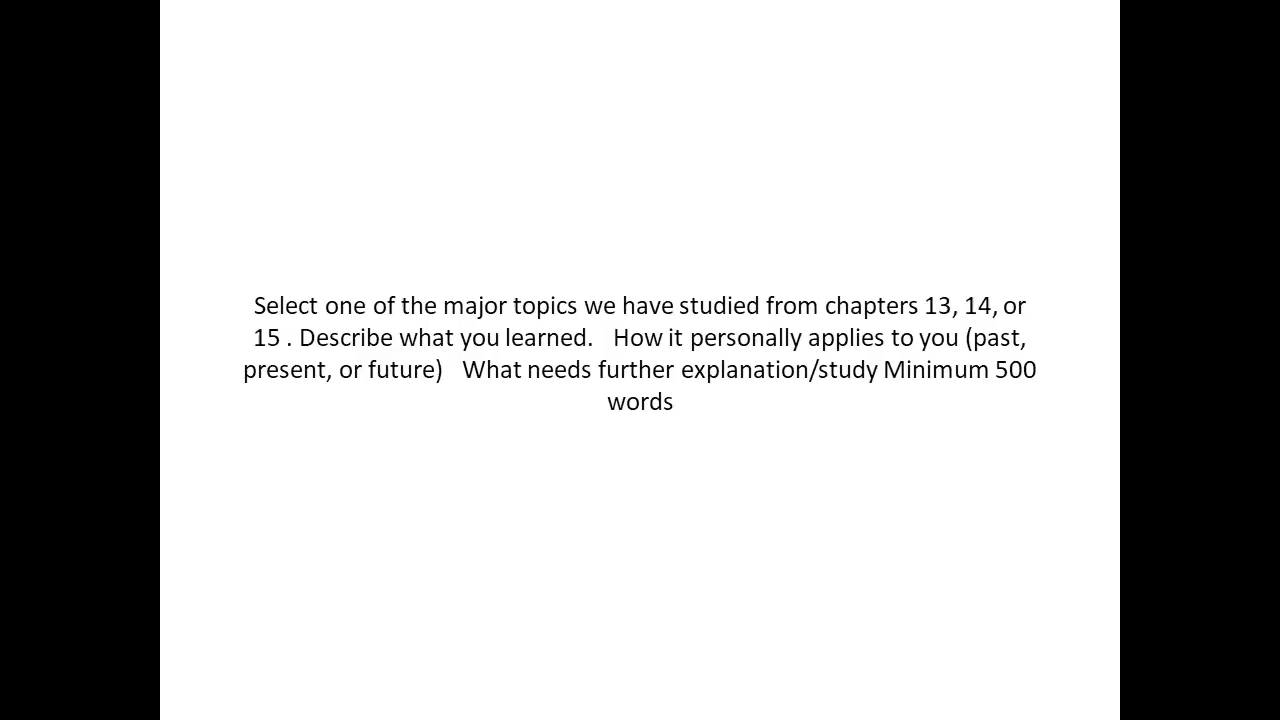 Select one of the major topics we have studied from chapters 13, 14, or
15 . Describe what you learned.   How it personally applies to you (past,
present, or future)   What needs further explanation/study Minimum 500
words